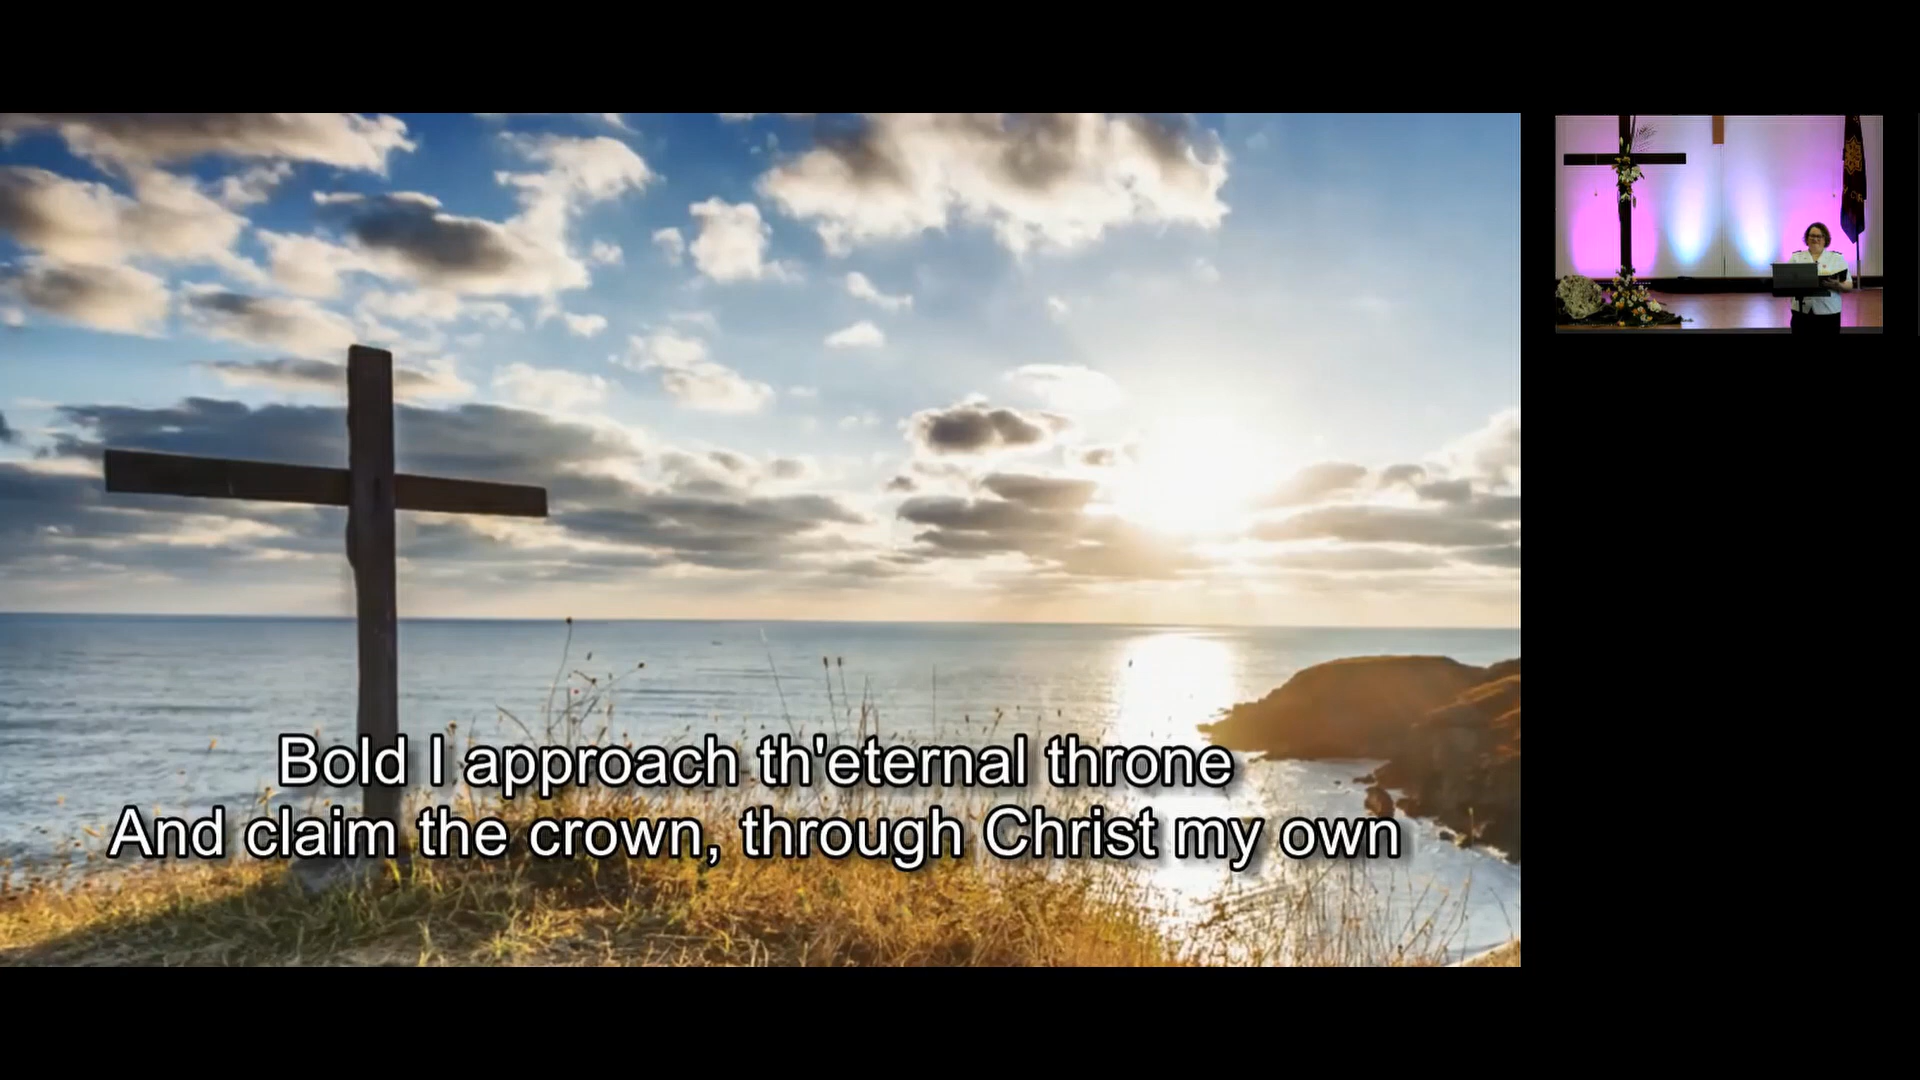 Bold I approach th'eternal throne
And claim the crown, through Christ my own